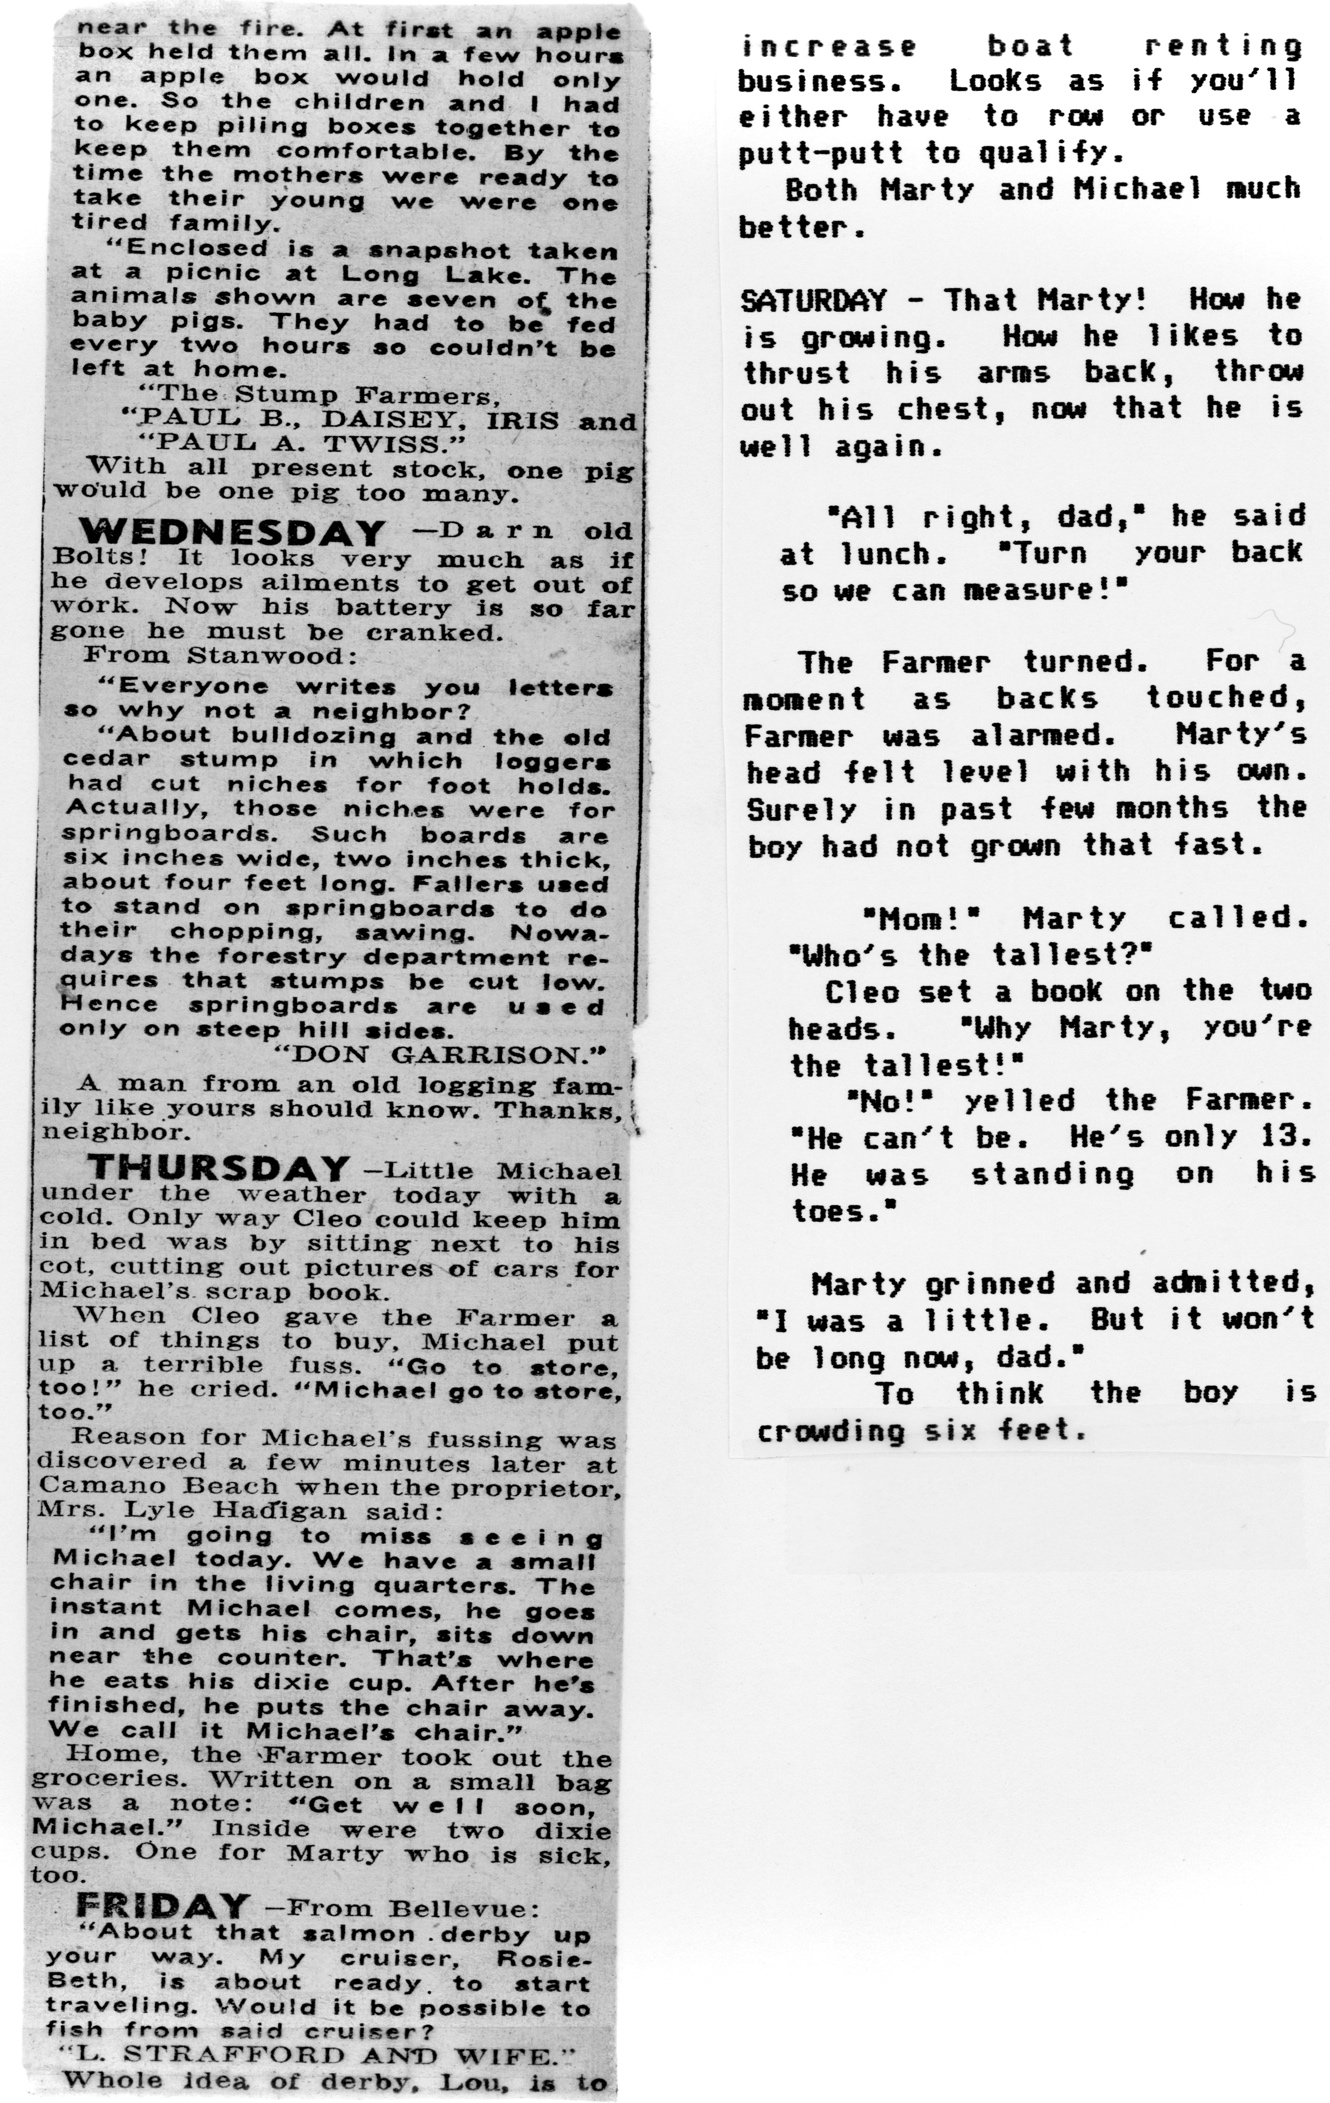 near the fire. At first an apple
box held them all. In a few hours
an apple box would hold only
one. So the children and I had
to keep piling boxes together to
keep them comfortable. By the
time the mothers were ready to
take their young we were one
tired family.
"Enclosed is a snapshot taken
at a picnic at Long Lake. The
animals shown are seven of the
baby pigs. They had to be fed
every two hours so couldn't be
left at home.
"The Stump Farmers,
"PAUL B., DAISEY, IRIS and
"PAUL A. TWISS."
With all present stock, one pig
would be one pig too many.
WEDNESDAY —Darn old
Bolts! It looks very much as if
he develops ailments to get out of
work. Now his battery is so far
gone he must be cranked.
From Stanwood:
"Everyone writes you letters
so why not a neighbor?
"About bulldozing and the old
cedar stump in which loggers
had cut niches for foot holds.
Actually, those niches were for
springboards. Such boards are
six inches wide, two inches thick,
about four feet long. Fallers used
to stand on springboards to do
their chopping, sawing. Nowa-
days the forestry department re-
quires that stumps be cut low.
Hence springboards are used
only on steep hill sides.
"DON GARRISON."
A man from an old logging fam-
ily like yours should know. Thanks,
neighbor.
THURSDAY —Little Michael
under the weather today with a
cold. Only way Cleo could keep him
in bed was by sitting next to his
cot, cutting out pictures of cars for
Michael's scrap book.
When Cleo gave the Farmer a
list of things to buy, Michael put
up a terrible fuss. "Go to store,
too!" he cried. "Michael go to store,
too."
Reason for Michael's fussing was
discovered a few minutes later at
Camano Beach when the proprietor,
Mrs. Lyle Hadigan said:
"I'm going to miss seeing
Michael today. We have a small
chair in the living quarters. The
instant Michael comes, he goes
in and gets his chair, sits down
near the counter. That's where
he eats his dixie cup. After he's
finished, he puts the chair away.
We call it Michael's chair."
Home, the Farmer took out the
groceries. Written on a small bag
was a note: "Get well soon,
Michael." Inside were two dixie
cups. One for Marty who is sick,
too.
FRIDAY —From Bellevue:
"About that salmon derby up
your way. My cruiser, Rosie-
Beth, is about ready to start
traveling. Would it be possible to
fish from said cruiser?
"L. STRAFFORD AND WIFE."
Whole idea of derby, Lou, is to
increase boat renting
business. Looks as if you'll
either have to row or use a
putt-putt to qualify.
Both Marty and Michael much
better.
SATURDAY - That Marty! How he
is growing. How he likes to
thrust his arms back, throw
out his chest, now that he is
well again.
"All right, dad," he said
at lunch. "Turn your back
so we can measure!"
The Farmer turned. For a
moment as backs touched,
Farmer was alarmed. Marty's
head felt level with his own.
Surely in past few months the
boy had not grown that fast.
"Mom!" Marty called.
"Who's the tallest?"
Cleo set a book on the two
heads. "Why Marty, you're
the tallest!"
"No!" yelled the Farmer.
"He can't be. He's only 13.
He was standing on his
toes."
Marty grinned and admitted,
"I was a little. But it won't
be long now, dad."
To think the boy is
crowding six feet.